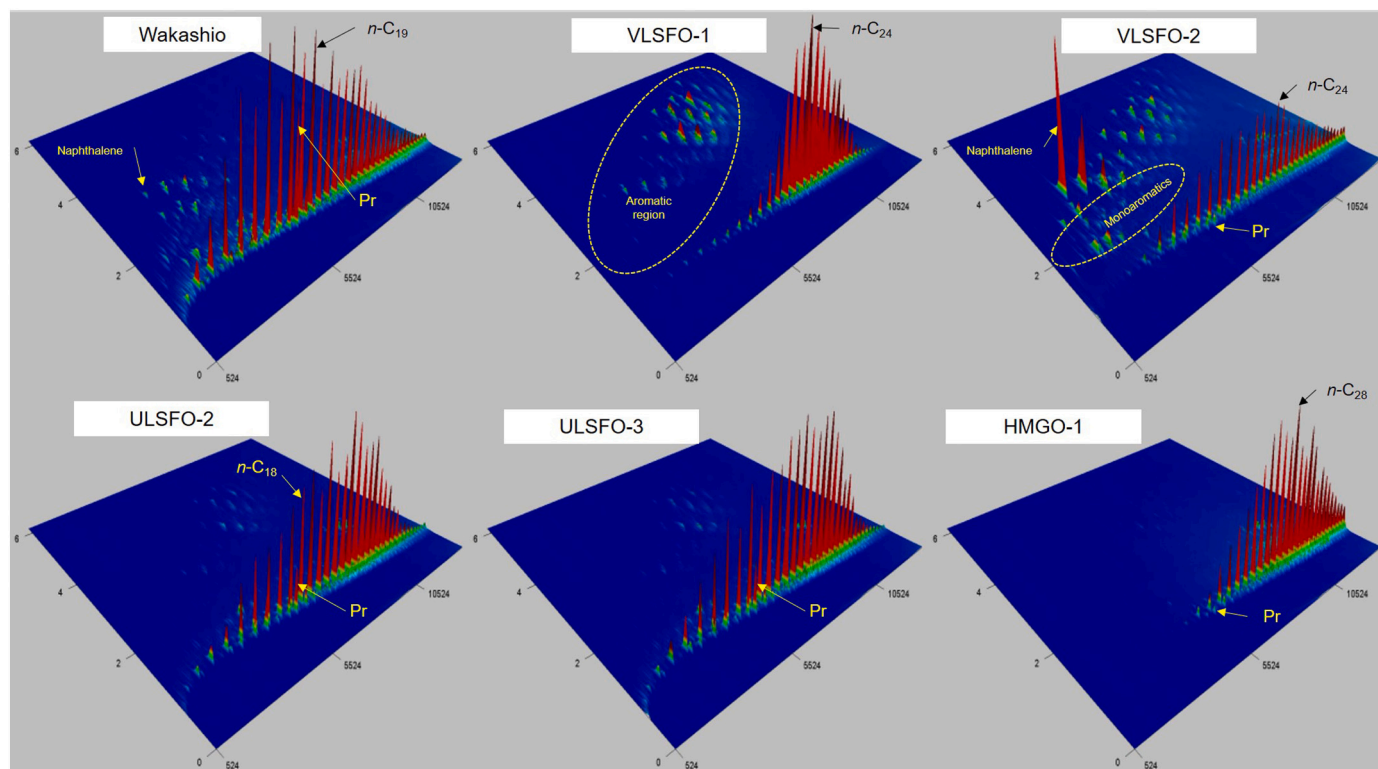 Wakashio
n-C₁₉
Naphthalene
Pr
6
4
2
0
524
5524
10524
VLSFO-1
n-C₂₄
Aromatic
region
6
4
2
0
524
5524
10524
VLSFO-2
n-C₂₄
Naphthalene
Monoaromatics
Pr
6
4
2
0
524
5524
10524
ULSFO-2
n-C₁₈
Pr
6
4
2
0
524
5524
10524
ULSFO-3
Pr
6
4
2
0
524
5524
10524
HMGO-1
n-C₂₈
Pr
6
4
2
0
524
5524
10524